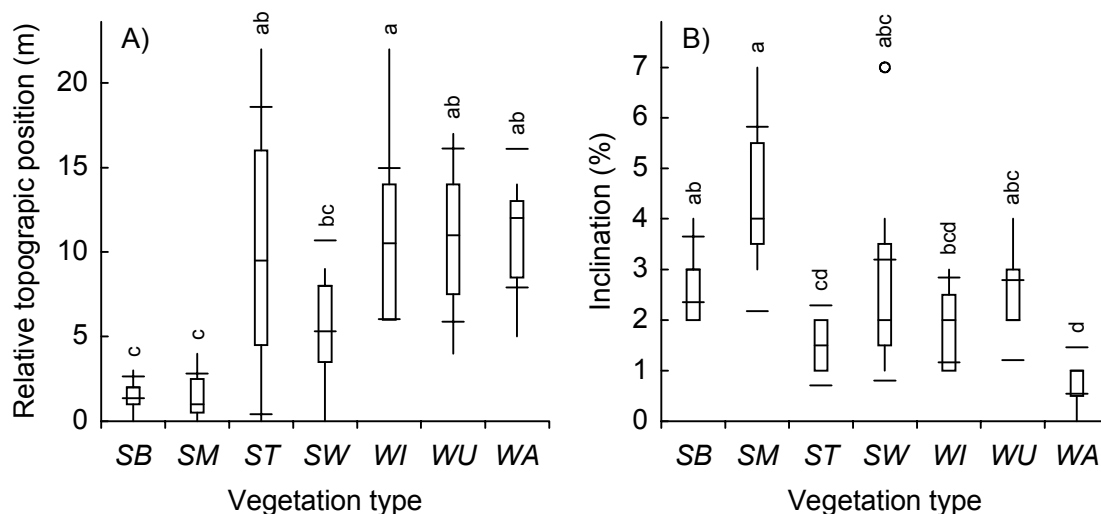 A)
Relative topograpic position (m)
20
15
10
5
0
c
c
ab
bc
a
ab
ab
SB SM ST SW WI WU WA
Vegetation type
B)
Inclination (%)
7
6
5
4
3
2
1
0
ab
a
cd
abc
bcd
abc
d
SB SM ST SW WI WU WA
Vegetation type